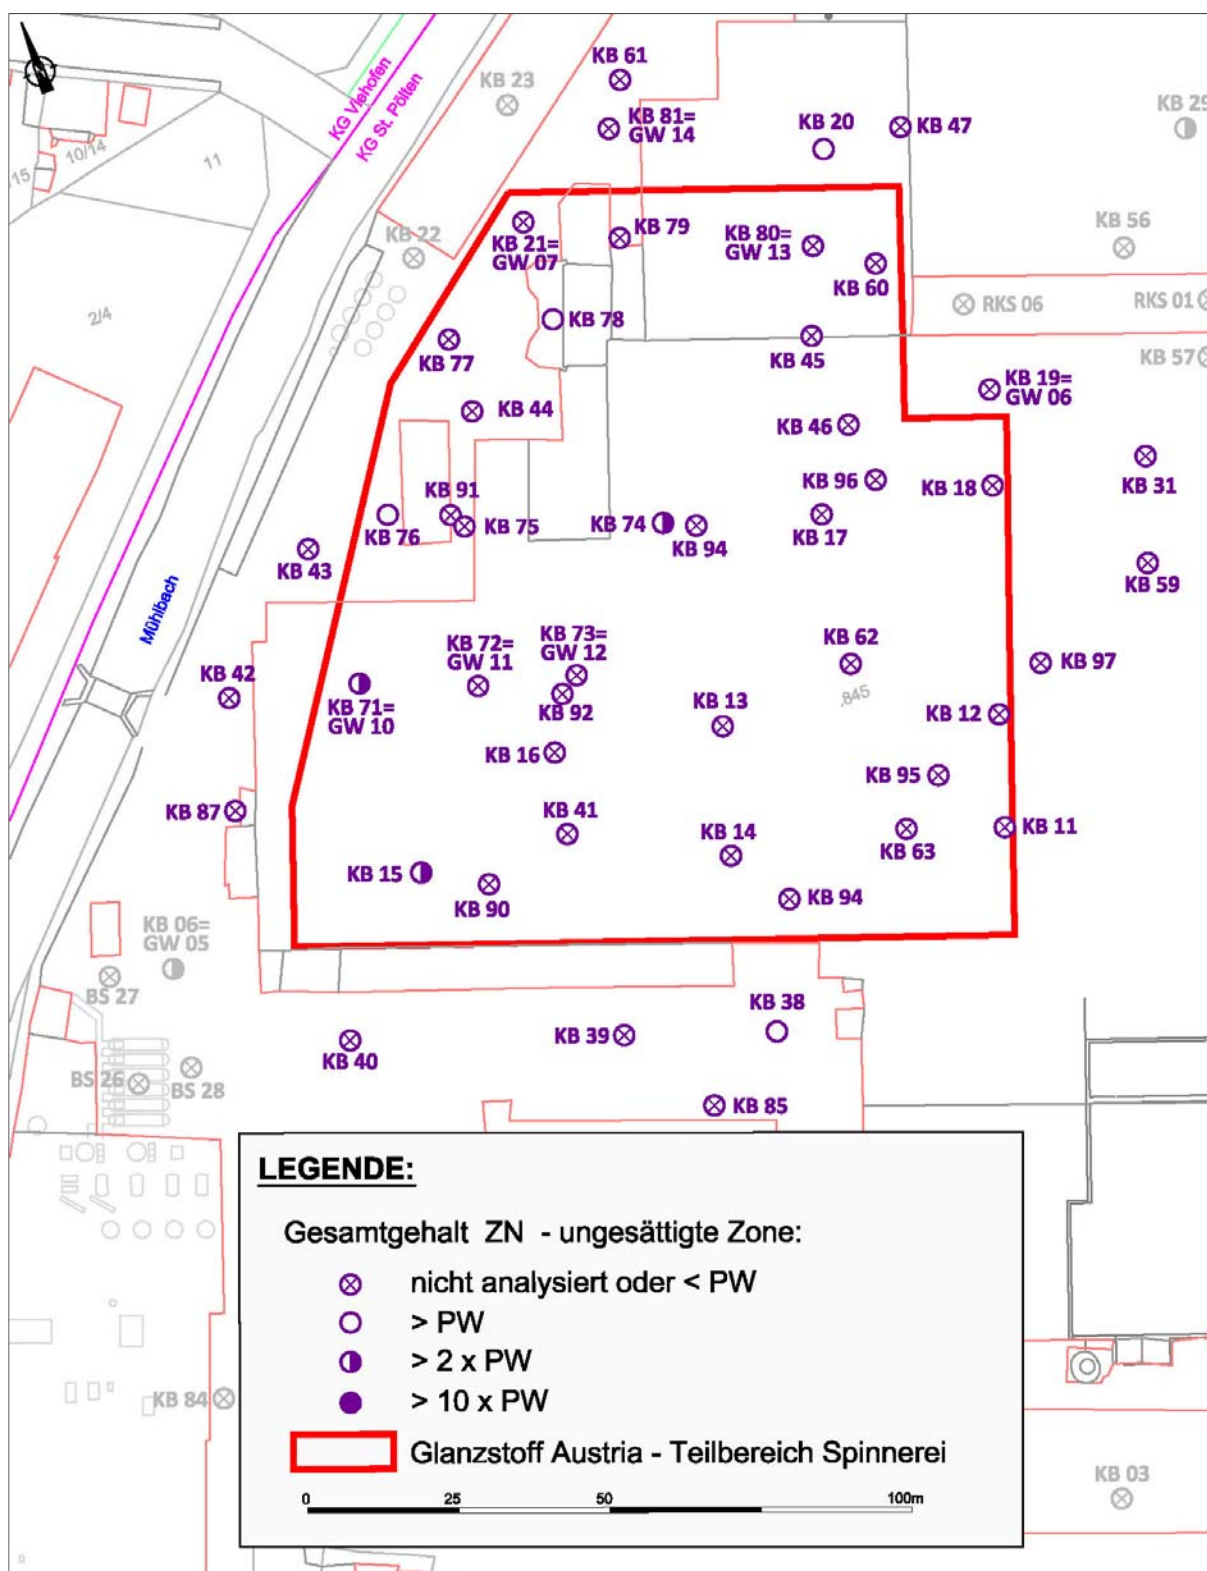 KB 61
KB 23
KG Viehofen
KG St. Pölten
KB 29
KB 81=
GW 14
KB 20
KB 47
10/14
11
KB 22
KB 21=
GW 07
KB 79
KB 80=
GW 13
KB 56
KB 60
RKS 06
RKS 01
2/4
KB 78
KB 77
KB 45
KB 57
KB 19=
GW 06
KB 44
KB 46
KB 31
KB 91
KB 96
KB 18
KB 76
KB 75
KB 74
KB 94
KB 17
KB 43
KB 59
Mühlbach
KB 72=
GW 11
KB 73=
GW 12
KB 62
KB 97
KB 42
KB 71=
GW 10
KB 92
.645
KB 13
KB 12
KB 16
KB 95
KB 87
KB 41
KB 14
KB 63
KB 11
KB 15
KB 90
KB 94
KB 06=
GW 05
BS 27
KB 38
KB 40
KB 39
BS 26
BS 28
KB 85
LEGENDE:
Gesamtgehalt ZN - ungesättigte Zone:
nicht analysiert oder < PW
> PW
> 2 x PW
> 10 x PW
KB 84
Glanzstoff Austria - Teilbereich Spinnerei
0 25 50 100m
KB 03